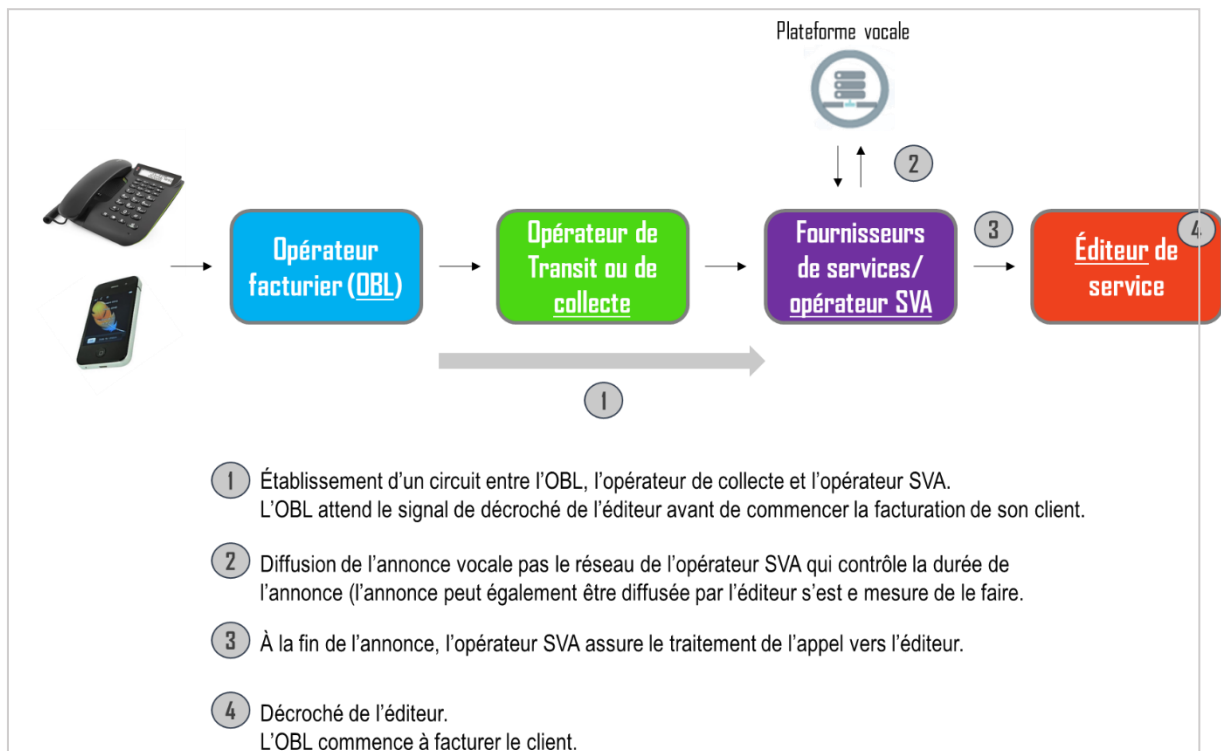 Plateforme vocale
2
Opérateur
facturier (OBL)
Opérateur de
Transit ou de
collecte
Fournisseurs
de services/
opérateur SVA
3
Éditeur de
service
4
1
1 Établissement d’un circuit entre l’OBL, l’opérateur de collecte et l’opérateur SVA.
L’OBL attend le signal de décroché de l’éditeur avant de commencer la facturation de son client.
2 Diffusion de l’annonce vocale pas le réseau de l’opérateur SVA qui contrôle la durée de
l’annonce (l’annonce peut également être diffusée par l’éditeur s’est e mesure de le faire.
3 À la fin de l’annonce, l’opérateur SVA assure le traitement de l’appel vers l’éditeur.
4 Décroché de l’éditeur.
L’OBL commence à facturer le client.